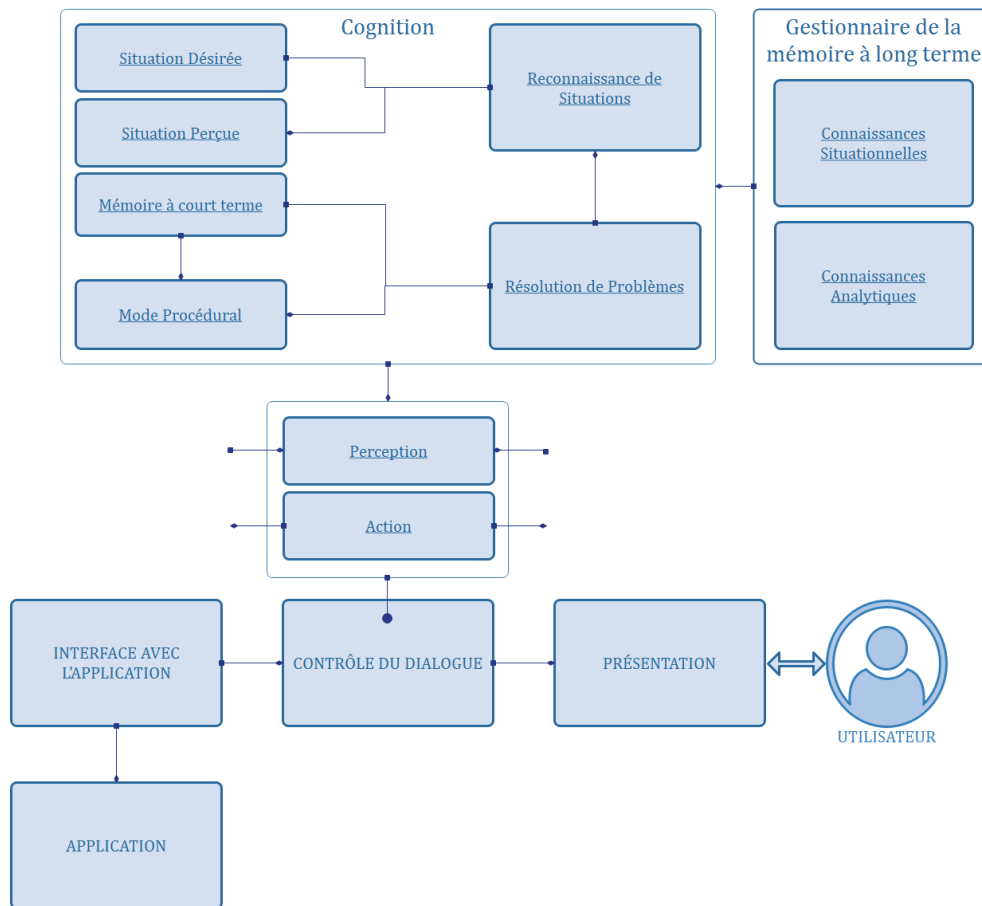 Cognition
Situation Désirée
Situation Perçue
Mémoire à court terme
Mode Procédural
Reconnaissance de
Situations
Résolution de Problèmes
Gestionnaire de la
mémoire à long terme
Connaissances
Situationnelles
Connaissances
Analytiques
Perception
Action
INTERFACE AVEC
L'APPLICATION
CONTRÔLE DU DIALOGUE
PRÉSENTATION
UTILISATEUR
APPLICATION